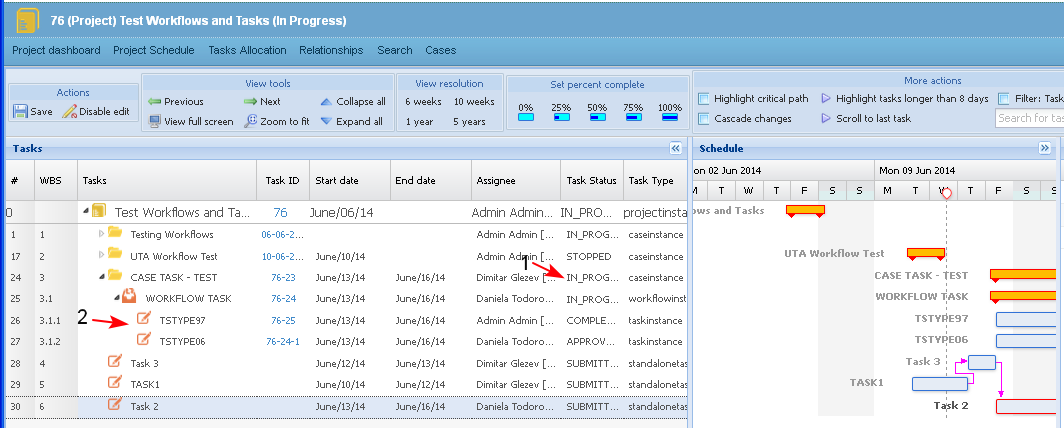 76 (Project) Test Workflows and Tasks (In Progress)
Project dashboard Project Schedule Tasks Allocation Relationships Search Cases
Actions
Save Disable edit
View tools
Previous Next Collapse all
View full screen Zoom to fit Expand all
View resolution
6 weeks 10 weeks
1 year 5 years
Set percent complete
0% 25% 50% 75% 100%
More actions
Highlight critical path Highlight tasks longer than 8 days Filter: Task
Cascade changes Scroll to last task Search for tas
Tasks
# WBS Tasks Task ID Start date End date Assignee Task Status Task Type
0 Test Workflows and Ta... 76 June/06/14 Admin Admin... IN_PRO... projectinsta
1 1 Testing Workflows 06-06-2... Admin Admin [... IN_PROG... caseinstance
17 2 UTA Workflow Test 10-06-2... June/10/14 Admin Admin [... STOPPED caseinstance
1
24 3 CASE TASK - TEST 76-23 June/13/14 June/16/14 Dimitar Glezev [... IN_PROG... caseinstance
25 3.1 WORKFLOW TASK 76-24 June/13/14 June/16/14 Daniela Todoro... IN_PROG... workflowinst
2
26 3.1.1 TSTYPE97 76-25 June/13/14 June/16/14 Admin Admin [... COMPLE... taskinstance
27 3.1.2 TSTYPE06 76-24-1 June/13/14 June/16/14 Daniela Todoro... APPROV... taskinstance
28 4 Task 3 June/12/14 June/13/14 Dimitar Glezev [... SUBMITT... standalonetas
29 5 TASK1 June/10/14 June/12/14 Dimitar Glezev [... SUBMITT... standalonetas
30 6 Task 2 June/13/14 June/16/14 Daniela Todoro... SUBMITT... standalonetas
Schedule
on 02 Jun 2014 Mon 09 Jun 2014
M T W T F S S M T W T F S S
ows and Tasks
UTA Workflow Test
CASE TASK - TEST
WORKFLOW TASK
TSTYPE97
TSTYPE06
Task 3
TASK1
Task 2